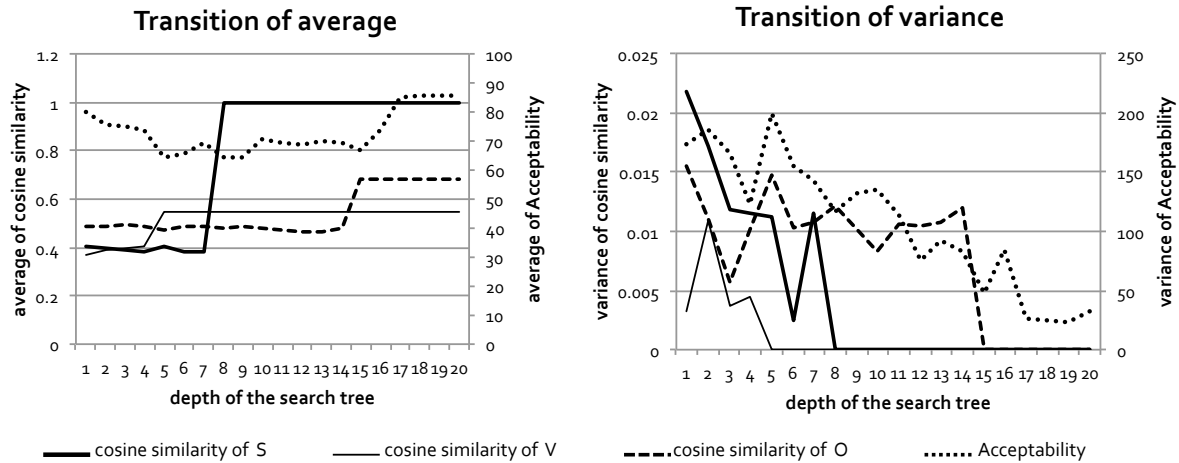 Transition of average
1.2
1
0.8
0.6
0.4
0.2
0
average of cosine similarity
100
90
80
70
60
50
40
30
20
10
0
average of Acceptability
1 2 3 4 5 6 7 8 9 10 11 12 13 14 15 16 17 18 19 20
depth of the search tree
Transition of variance
0.025
0.02
0.015
0.01
0.005
0
variance of cosine similarity
250
200
150
100
50
0
variance of Acceptability
1 2 3 4 5 6 7 8 9 10 11 12 13 14 15 16 17 18 19 20
depth of the search tree
cosine similarity of S
cosine similarity of V
cosine similarity of O
Acceptability